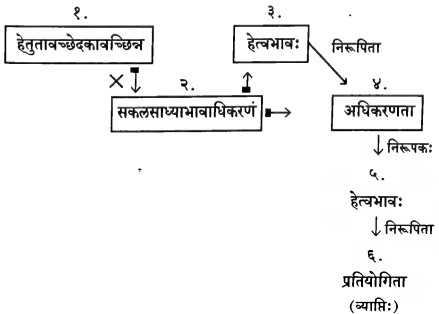 १.
हेतुतावच्छेदकावच्छिन्न
२.
सकलसाध्याभावाधिकरणं
३.
हेत्वभावः
निरूपिता
४.
अधिकरणता
निरूपकः
५.
हेत्वभावः
निरूपिता
६.
प्रतियोगिता
(व्याप्तिः)